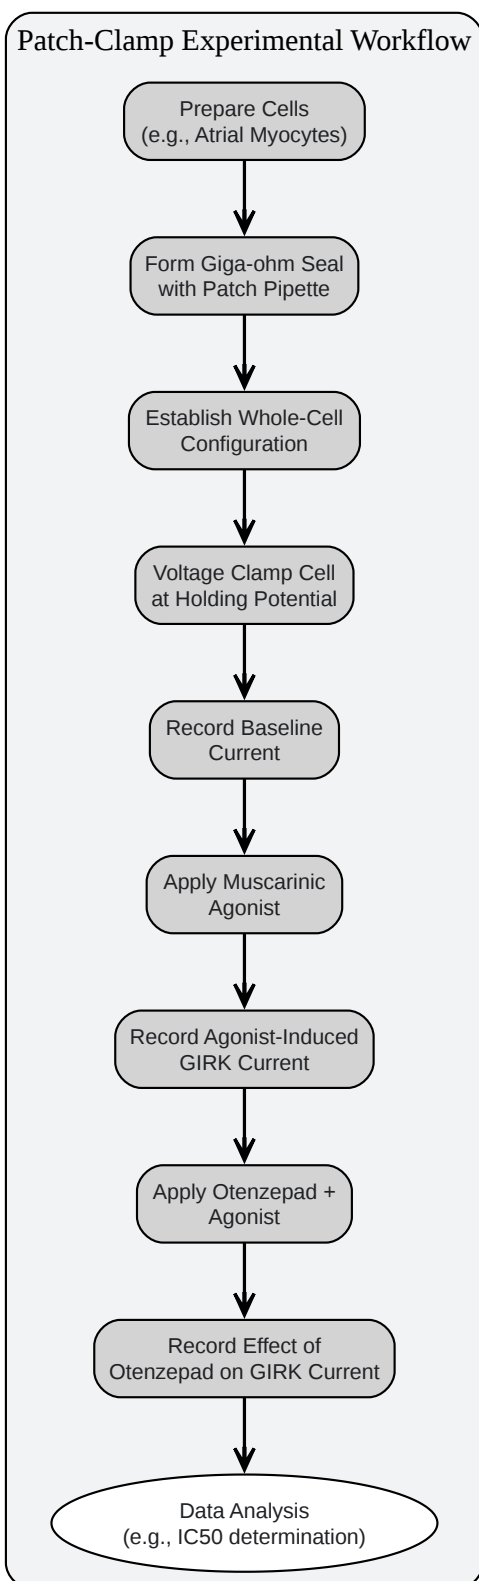 Patch-Clamp Experimental Workflow
Prepare Cells
(e.g., Atrial Myocytes)
Form Giga-ohm Seal
with Patch Pipette
Establish Whole-Cell
Configuration
Voltage Clamp Cell
at Holding Potential
Record Baseline
Current
Apply Muscarinic
Agonist
Record Agonist-Induced
GIRK Current
Apply Otenzepad +
Agonist
Record Effect of
Otenzepad on GIRK Current
Data Analysis
(e.g., IC50 determination)